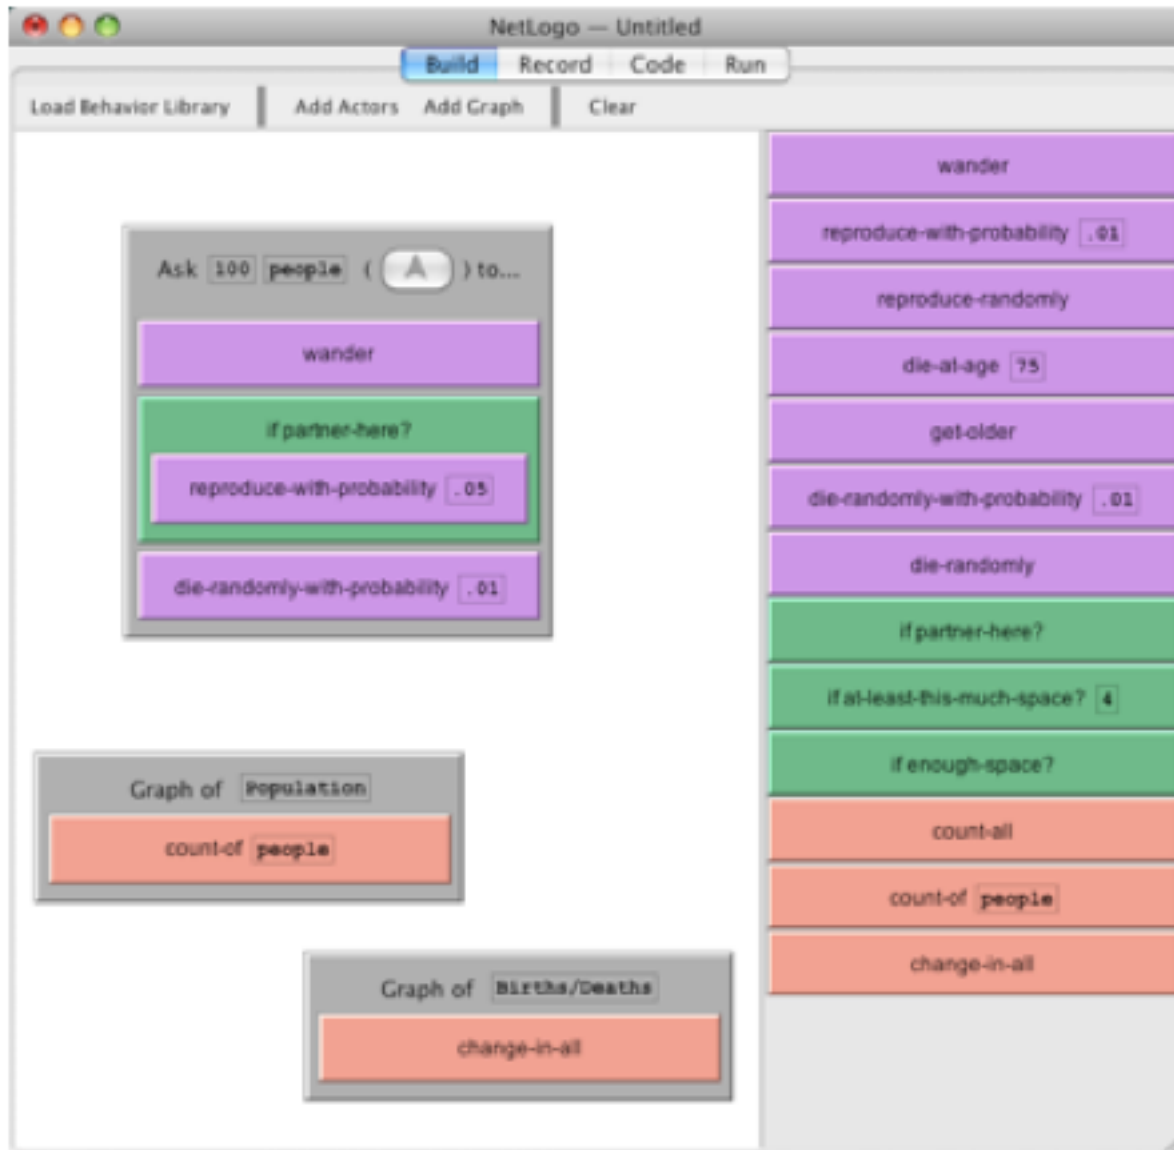 NetLogo — Untitled
Build Record Code Run
Load Behavior Library Add Actors Add Graph Clear
Ask 100 people ( A ) to...
wander
if partner-here?
reproduce-with-probability .05
die-randomly-with-probability .01
Graph of Population
count-of people
Graph of Births/Deaths
change-in-all
wander
reproduce-with-probability .01
reproduce-randomly
die-at-age 75
get-older
die-randomly-with-probability .01
die-randomly
if partner-here?
if at-least-this-much-space? 4
if enough-space?
count-all
count-of people
change-in-all